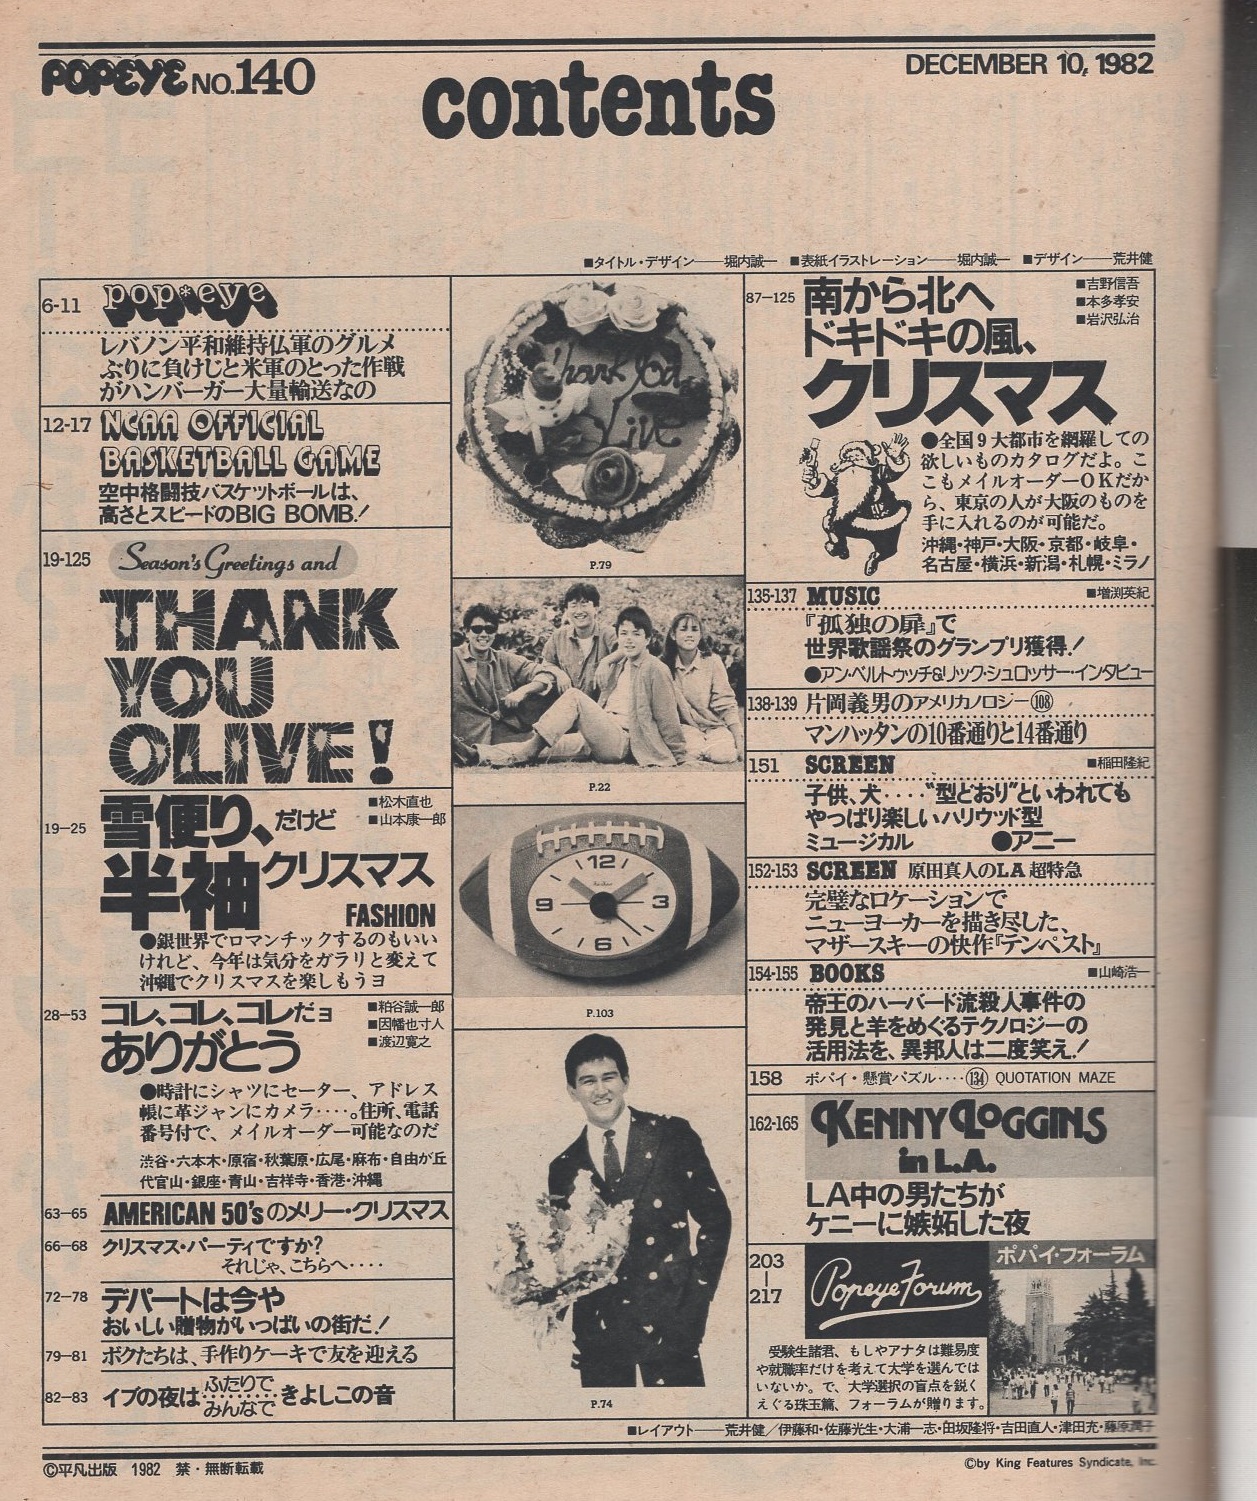 POPEYE NO.140
contents
DECEMBER 10, 1982
■タイトル・デザイン――堀内誠一 ■表紙イラストレーション――堀内誠一 ■デザイン――荒井健
6-11
pop*eye
レバノン平和維持仏軍のグルメ
ぶりに負けじと米軍のとった作戦
がハンバーガー大量輸送なの
12-17
NCAA OFFICIAL
BASKETBALL GAME
空中格闘技バスケットボールは、
高さとスピードのBIG BOMB!
19-125
Season's Greetings and
THANK
YOU
OLIVE!
19-25
雪便り、だけど
半袖クリスマス
■松木直也
■山本康一郎
FASHION
●銀世界でロマンチックするのもいい
けれど、今年は気分をガラリと変えて
沖縄でクリスマスを楽しもうヨ
28-53
コレ、コレ、コレだョ
ありがとう
■粕谷誠一郎
■因幡也寸人
■渡辺寛之
●時計にシャツにセーター、アドレス
帳に革ジャンにカメラ‥‥。住所、電話
番号付で、メイルオーダー可能なのだ
渋谷・六本木・原宿・秋葉原・広尾・麻布・自由が丘
代官山・銀座・青山・吉祥寺・香港・沖縄
63-65
AMERICAN 50'sのメリー・クリスマス
66-68
クリスマス・パーティですか?
それじゃ、こちらへ‥‥
72-78
デパートは今や
おいしい贈物がいっぱいの街だ!
79-81
ボクたちは、手作りケーキで友を迎える
82-83
イブの夜は ふたりで みんなで きよしこの音
Thank You
Live
P.79
P.22
12
3
6
9
P.103
P.74
87-125
南から北へ
ドキドキの風、
クリスマス
■吉野信吾
■本多孝安
■岩沢弘治
●全国9大都市を網羅しての
欲しいものカタログだよ。こ
こもメイルオーダーOKだか
ら、東京の人が大阪のものを
手に入れるのが可能だ。
沖縄・神戸・大阪・京都・岐阜・
名古屋・横浜・新潟・札幌・ミラノ
135-137
MUSIC
■増渕英紀
『孤独の扉』で
世界歌謡祭のグランプリ獲得!
●アン・ベルトゥッチ&リック・シュロッサー・インタビュー
138-139
片岡義男のアメリカノロジー(108)
マンハッタンの10番通りと14番通り
151
SCREEN
■稲田隆紀
子供、犬‥‥“型どおり”といわれても
やっぱり楽しいハリウッド型
ミュージカル ●アニー
152-153
SCREEN 原田真人のLA超特急
完璧なロケーションで
ニューヨーカーを描き尽した、
マザースキーの快作『テンペスト』
154-155
BOOKS
■山崎浩一
帝王のハーバード流殺人事件の
発見と羊をめぐるテクノロジーの
活用法を、異邦人は二度笑え!
158
ポパイ・懸賞パズル‥‥(134) QUOTATION MAZE
162-165
KENNY LOGGINS
in L.A.
LA中の男たちが
ケニーに嫉妬した夜
203
|
217
Popeye Forum
ポパイ・フォーラム
受験生諸君、もしやアナタは難易度
や就職率だけを考えて大学を選んでは
いないか。で、大学選択の盲点を鋭く
えぐる珠玉篇、フォーラムが贈ります。
■レイアウト――荒井健／伊藤和・佐藤光生・大浦一志・田坂隆将・吉田直人・津田充・藤原潤子
©平凡出版 1982 禁・無断転載
©by King Features Syndicate, Inc.